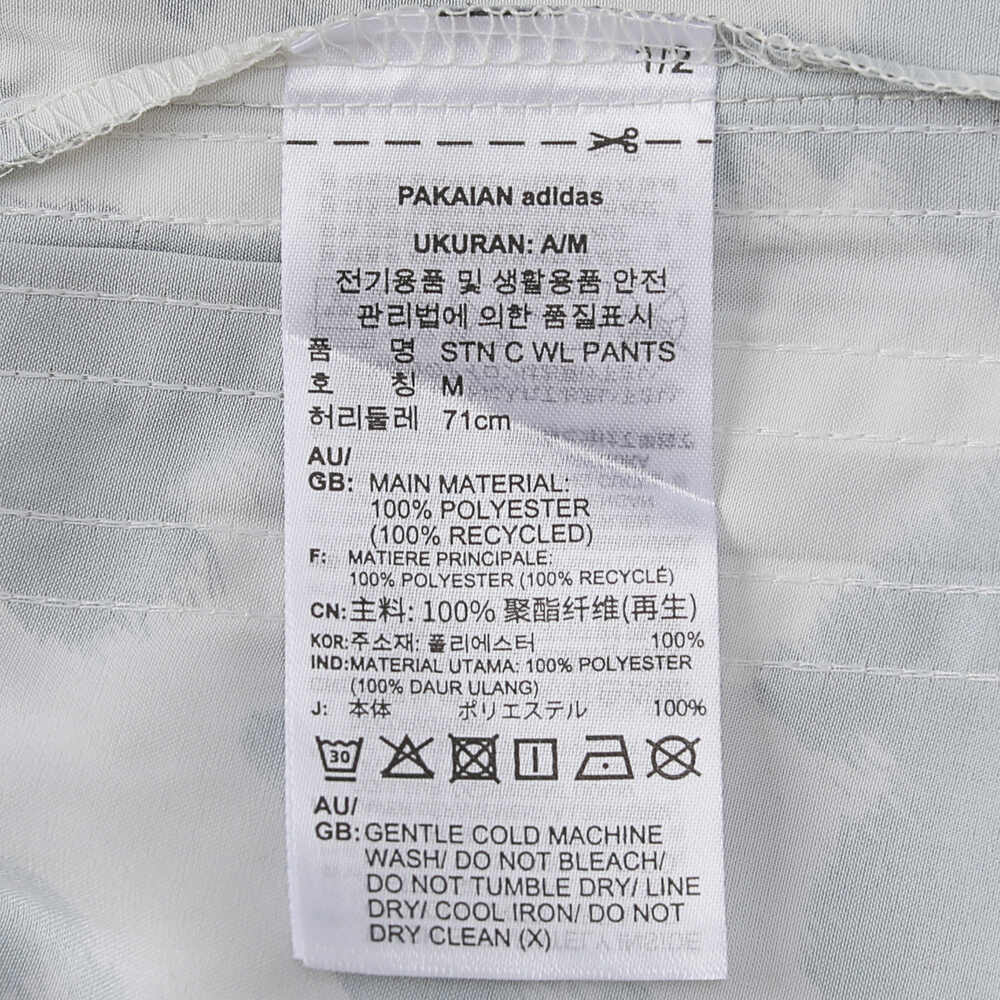 1/2
PAKAIAN adidas
UKURAN: A/M
전기용품 및 생활용품 안전
관리법에 의한 품질표시
품 명 STN C WL PANTS
호 칭 M
허리둘레 71cm
AU/
GB: MAIN MATERIAL:
100% POLYESTER
(100% RECYCLED)
F: MATIERE PRINCIPALE:
100% POLYESTER (100% RECYCLÉ)
CN: 主料: 100% 聚酯纤维(再生)
KOR: 주소재: 폴리에스터 100%
IND: MATERIAL UTAMA: 100% POLYESTER
(100% DAUR ULANG)
J: 本体 ポリエステル 100%
30
AU/
GB: GENTLE COLD MACHINE
WASH/ DO NOT BLEACH/
DO NOT TUMBLE DRY/ LINE
DRY/ COOL IRON/ DO NOT
DRY CLEAN (X)